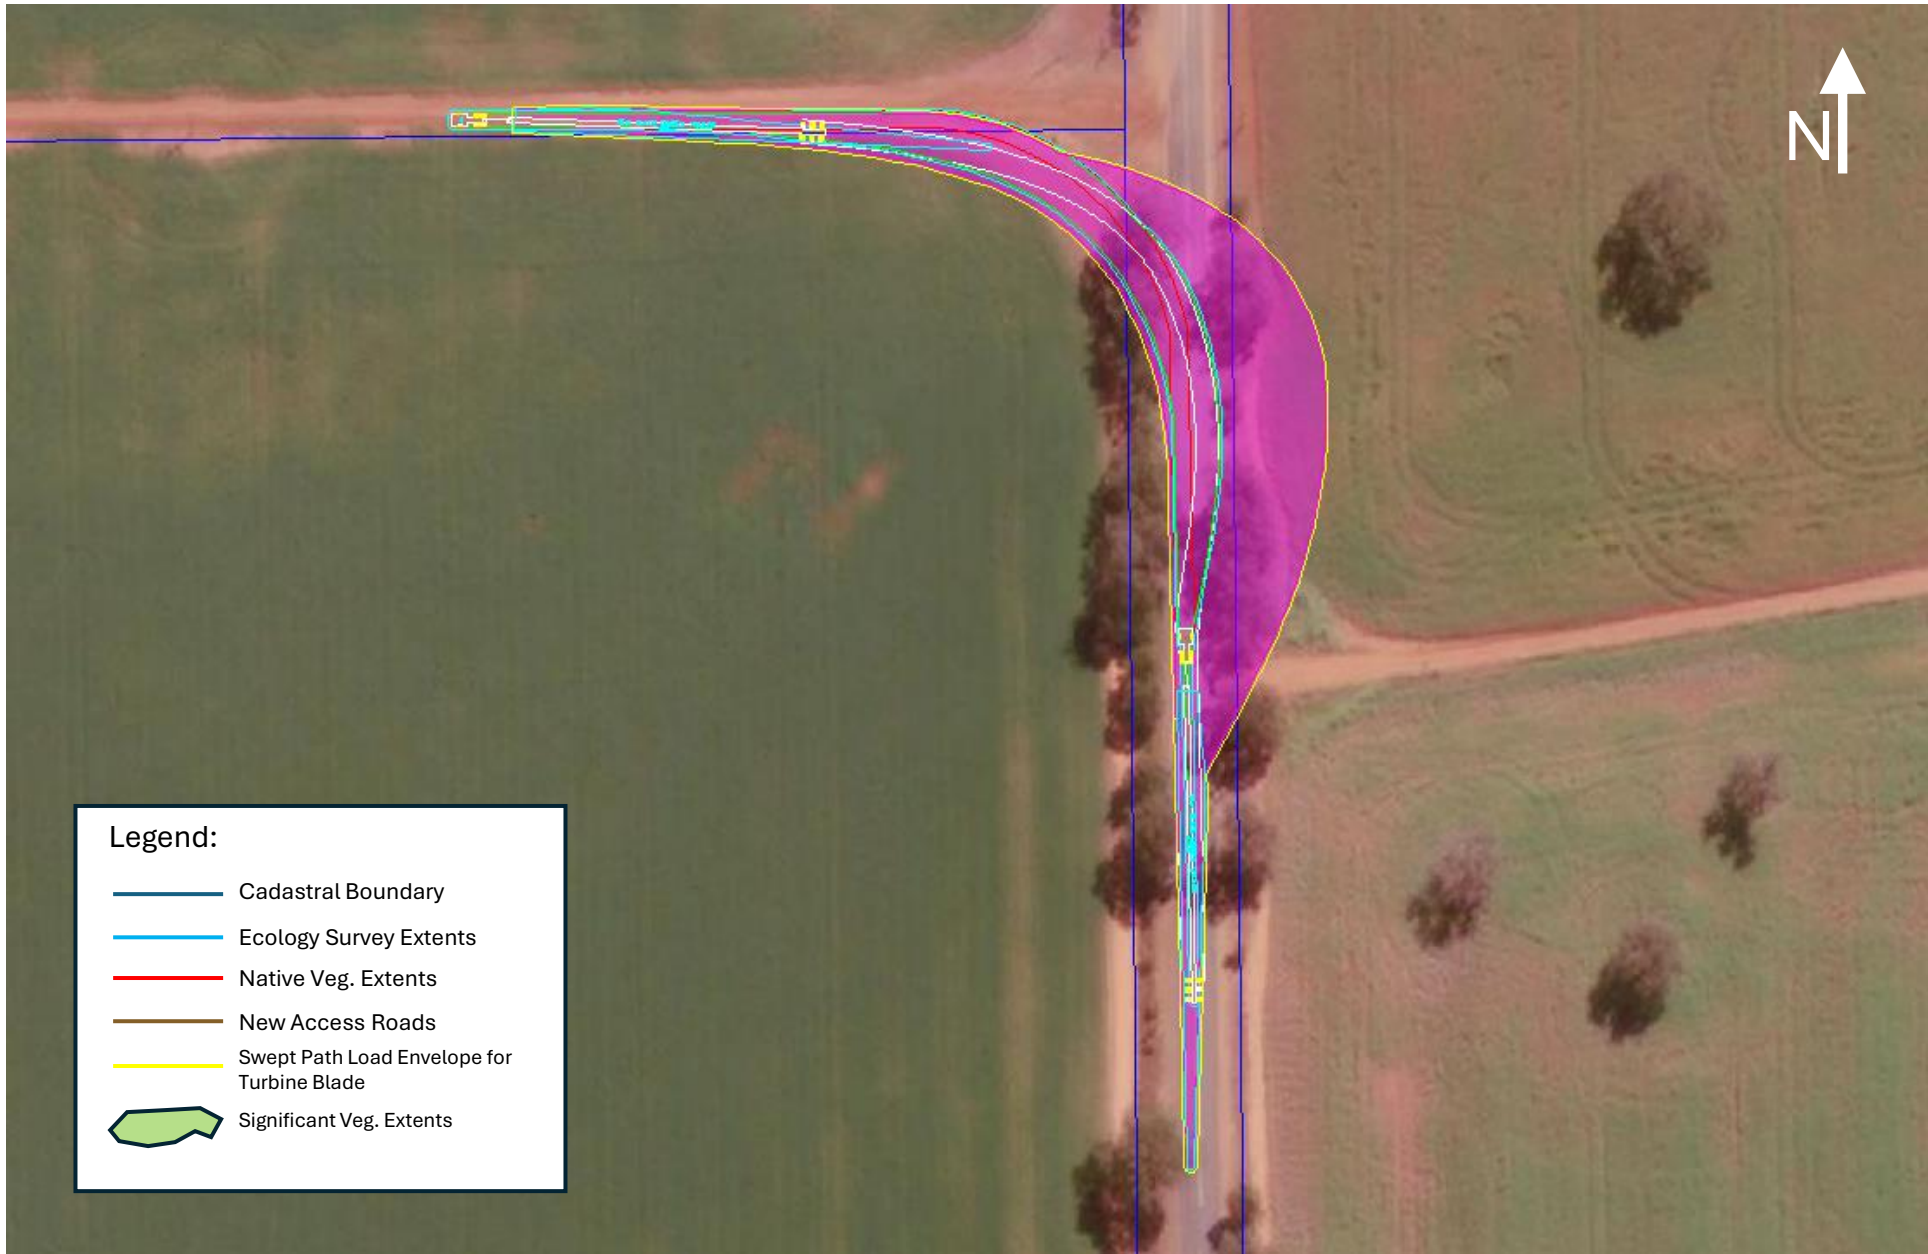 N
Legend:
Cadastral Boundary
Ecology Survey Extents
Native Veg. Extents
New Access Roads
Swept Path Load Envelope for
Turbine Blade
Significant Veg. Extents